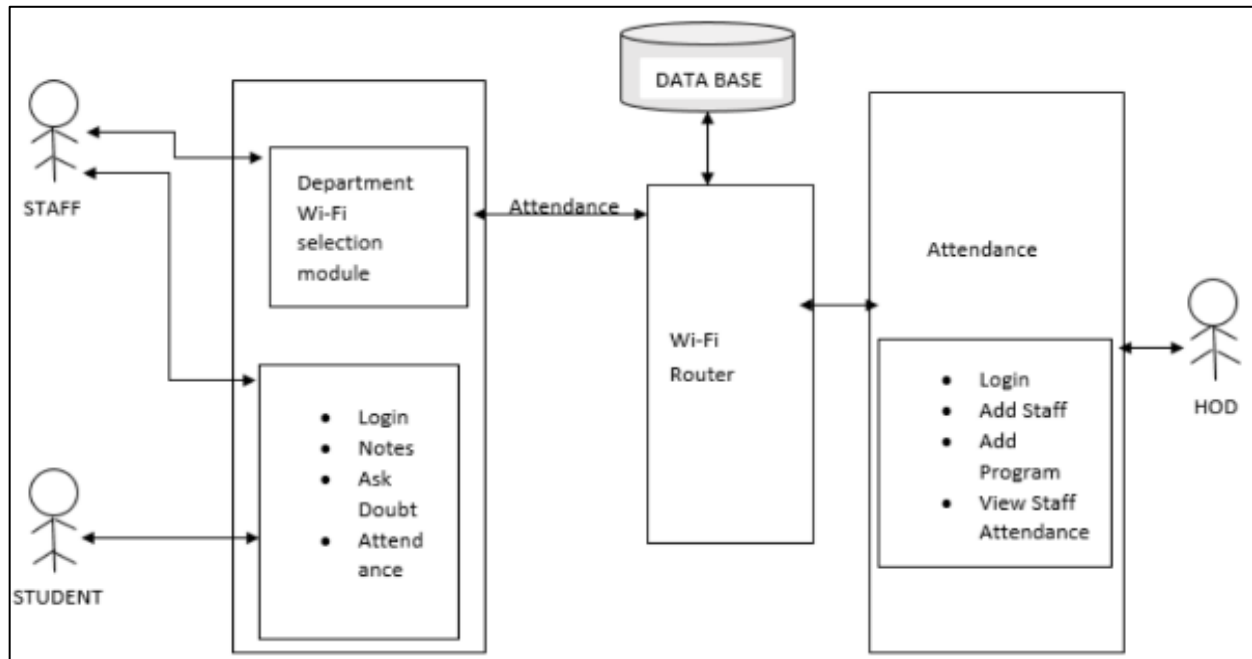 DATA BASE
STAFF
Department
Wi-Fi
selection
module
Attendance
Attendance
Wi-Fi
Router
● Login
● Notes
● Ask
Doubt
● Attend
ance
● Login
● Add Staff
● Add
Program
● View Staff
Attendance
HOD
STUDENT